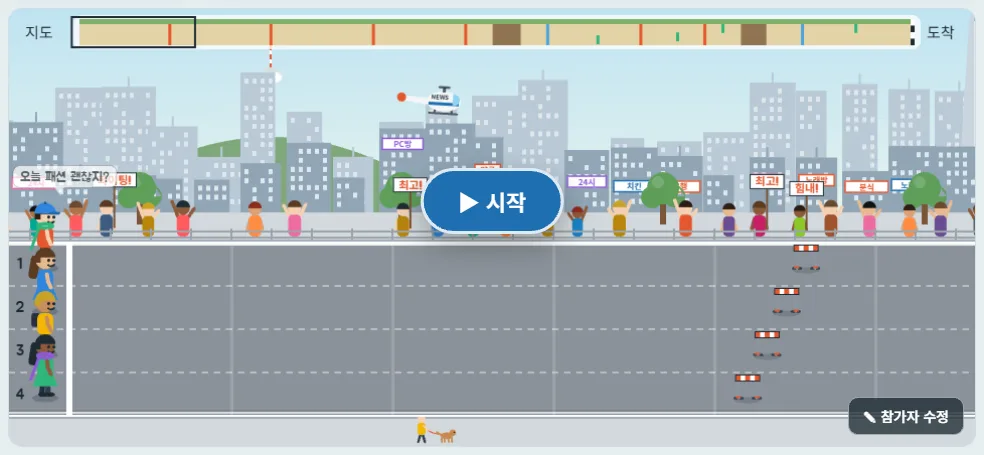 지도
도착
NEWS
PC방
오늘 패션 괜찮지?
팅!
최고!
▶ 시작
24시
치킨
최고!
노래방
힘내!
분식
1
2
3
4
✎ 참가자 수정